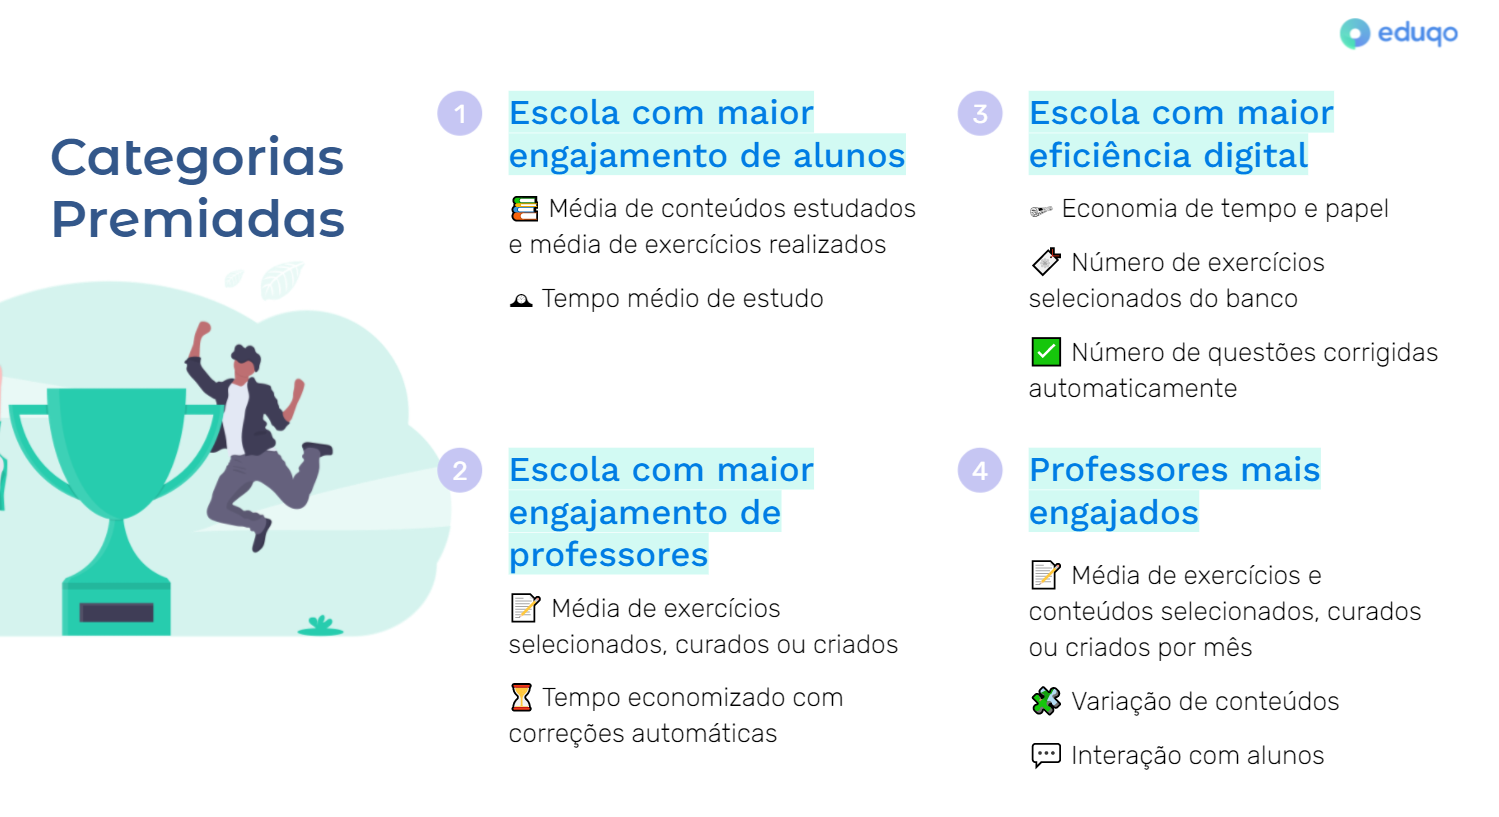 eduqo
Categorias
Premiadas
1
Escola com maior
engajamento de alunos
📚 Média de conteúdos estudados
e média de exercícios realizados
🕰 Tempo médio de estudo
2
Escola com maior
engajamento de
professores
📝 Média de exercícios
selecionados, curados ou criados
⏳ Tempo economizado com
correções automáticas
3
Escola com maior
eficiência digital
Economia de tempo e papel
Número de exercícios
selecionados do banco
✅ Número de questões corrigidas
automaticamente
4
Professores mais
engajados
📝 Média de exercícios e
conteúdos selecionados, curados
ou criados por mês
🧩 Variação de conteúdos
💬 Interação com alunos